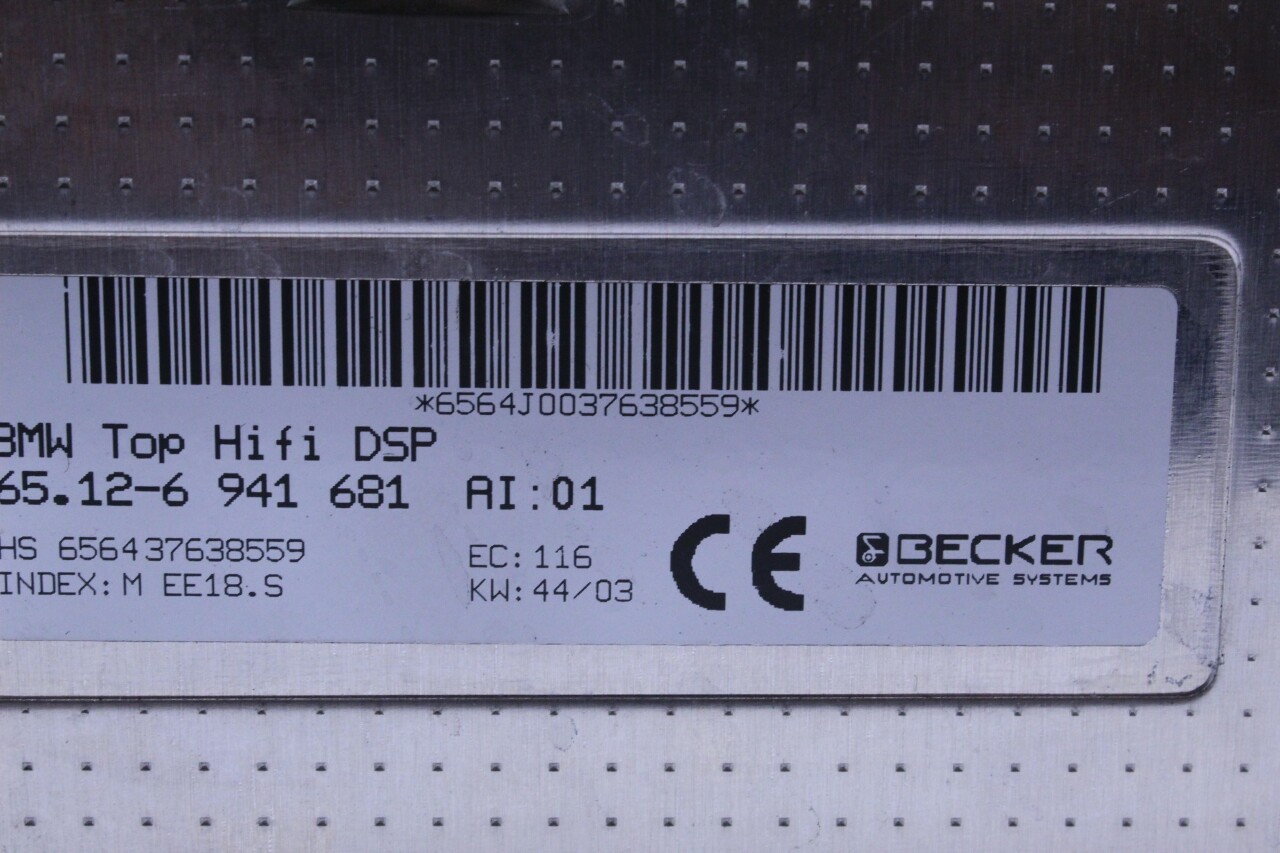 *6564J0037638559*
BMW Top Hifi DSP
65.12-6 941 681 AI:01
HS 656437638559
INDEX: M EE18.S
EC: 116
KW: 44/03
CE
BECKER
AUTOMOTIVE SYSTEMS